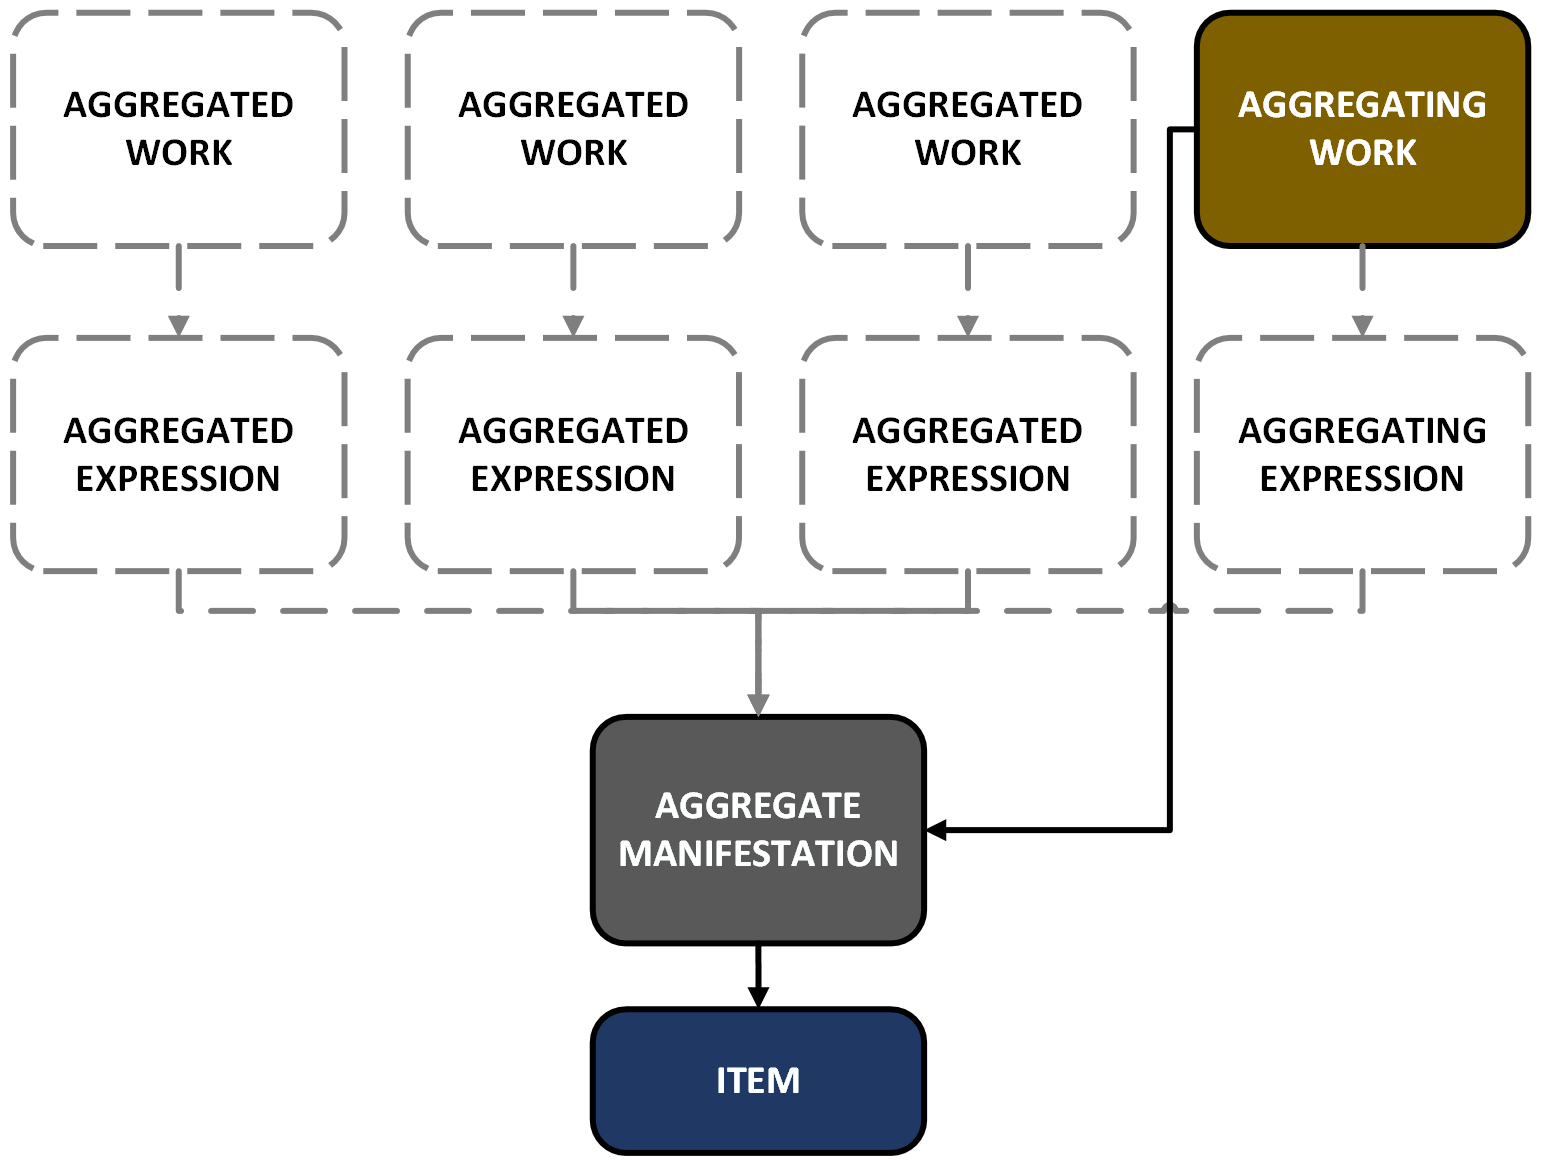 AGGREGATED
WORK
AGGREGATED
WORK
AGGREGATED
WORK
AGGREGATING
WORK
AGGREGATED
EXPRESSION
AGGREGATED
EXPRESSION
AGGREGATED
EXPRESSION
AGGREGATING
EXPRESSION
AGGREGATE
MANIFESTATION
ITEM